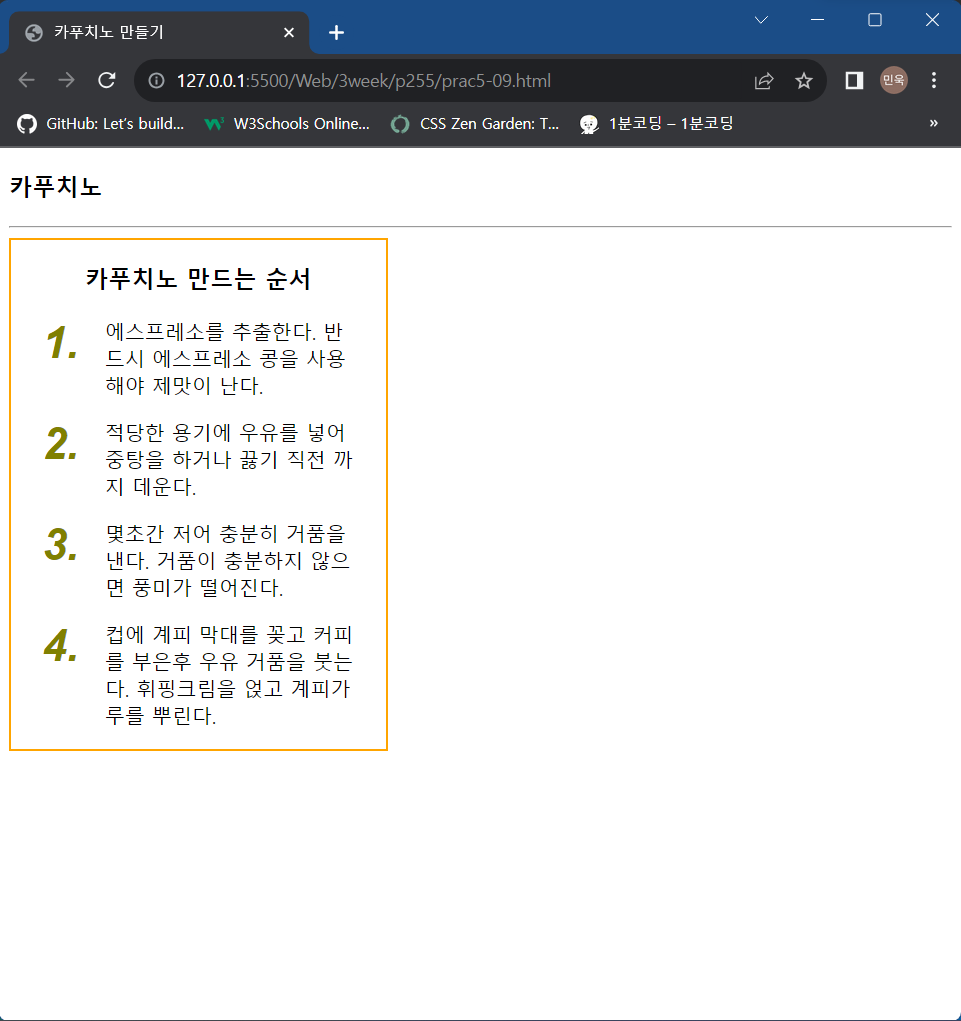 카푸치노 만들기
127.0.0.1:5500/Web/3week/p255/prac5-09.html
민욱
GitHub: Let's build...
W3Schools Online...
CSS Zen Garden: T...
1분코딩 – 1분코딩
»
카푸치노
카푸치노 만드는 순서
1. 에스프레소를 추출한다. 반
드시 에스프레소 콩을 사용
해야 제맛이 난다.
2. 적당한 용기에 우유를 넣어
중탕을 하거나 끓기 직전 까
지 데운다.
3. 몇초간 저어 충분히 거품을
낸다. 거품이 충분하지 않으
면 풍미가 떨어진다.
4. 컵에 계피 막대를 꽂고 커피
를 부은후 우유 거품을 붓는
다. 휘핑크림을 얹고 계피가
루를 뿌린다.